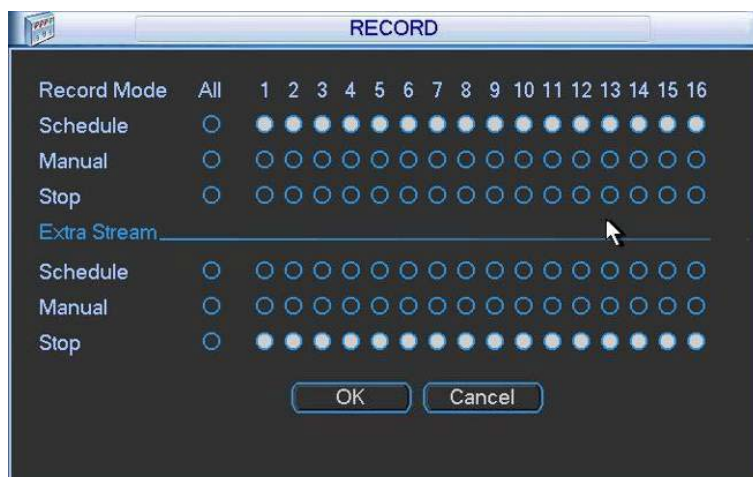 RECORD
Record Mode All 1 2 3 4 5 6 7 8 9 10 11 12 13 14 15 16
Schedule
Manual
Stop
Extra Stream
Schedule
Manual
Stop
OK Cancel